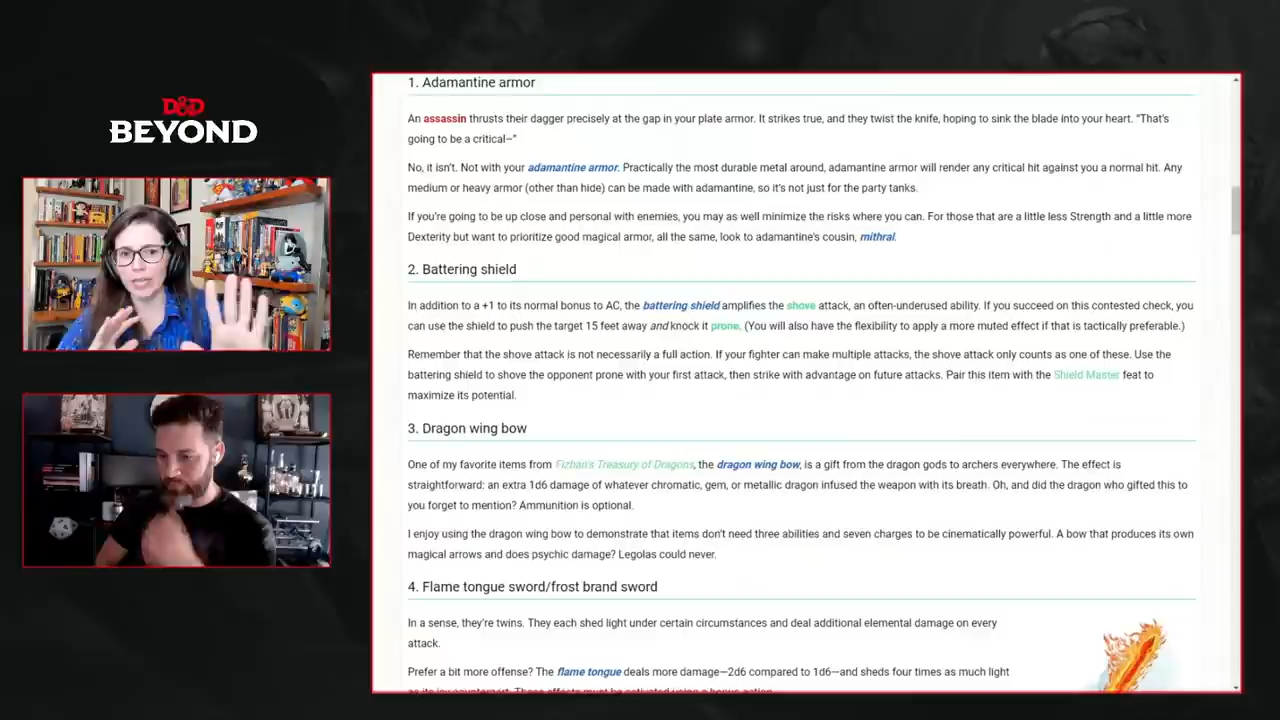 D&D
BEYOND
1. Adamantine armor
An assassin thrusts their dagger precisely at the gap in your plate armor. It strikes true, and they twist the knife, hoping to sink the blade into your heart. “That’s
going to be a critical–”
No, it isn’t. Not with your adamantine armor. Practically the most durable metal around, adamantine armor will render any critical hit against you a normal hit. Any
medium or heavy armor (other than hide) can be made with adamantine, so it’s not just for the party tanks.
If you’re going to be up close and personal with enemies, you may as well minimize the risks where you can. For those that are a little less Strength and a little more
Dexterity but want to prioritize good magical armor, all the same, look to adamantine’s cousin, mithral.
2. Battering shield
In addition to a +1 to its normal bonus to AC, the battering shield amplifies the shove attack, an often-underused ability. If you succeed on this contested check, you
can use the shield to push the target 15 feet away and knock it prone. (You will also have the flexibility to apply a more muted effect if that is tactically preferable.)
Remember that the shove attack is not necessarily a full action. If your fighter can make multiple attacks, the shove attack only counts as one of these. Use the
battering shield to shove the opponent prone with your first attack, then strike with advantage on future attacks. Pair this item with the Shield Master feat to
maximize its potential.
3. Dragon wing bow
One of my favorite items from Fizban's Treasury of Dragons, the dragon wing bow, is a gift from the dragon gods to archers everywhere. The effect is
straightforward: an extra 1d6 damage of whatever chromatic, gem, or metallic dragon infused the weapon with its breath. Oh, and did the dragon who gifted this to
you forget to mention? Ammunition is optional.
I enjoy using the dragon wing bow to demonstrate that items don’t need three abilities and seven charges to be cinematically powerful. A bow that produces its own
magical arrows and does psychic damage? Legolas could never.
4. Flame tongue sword/frost brand sword
In a sense, they’re twins. They each shed light under certain circumstances and deal additional elemental damage on every
attack.
Prefer a bit more offense? The flame tongue deals more damage—2d6 compared to 1d6—and sheds four times as much light
as its icy counterpart. These effects must be activated using a bonus action.